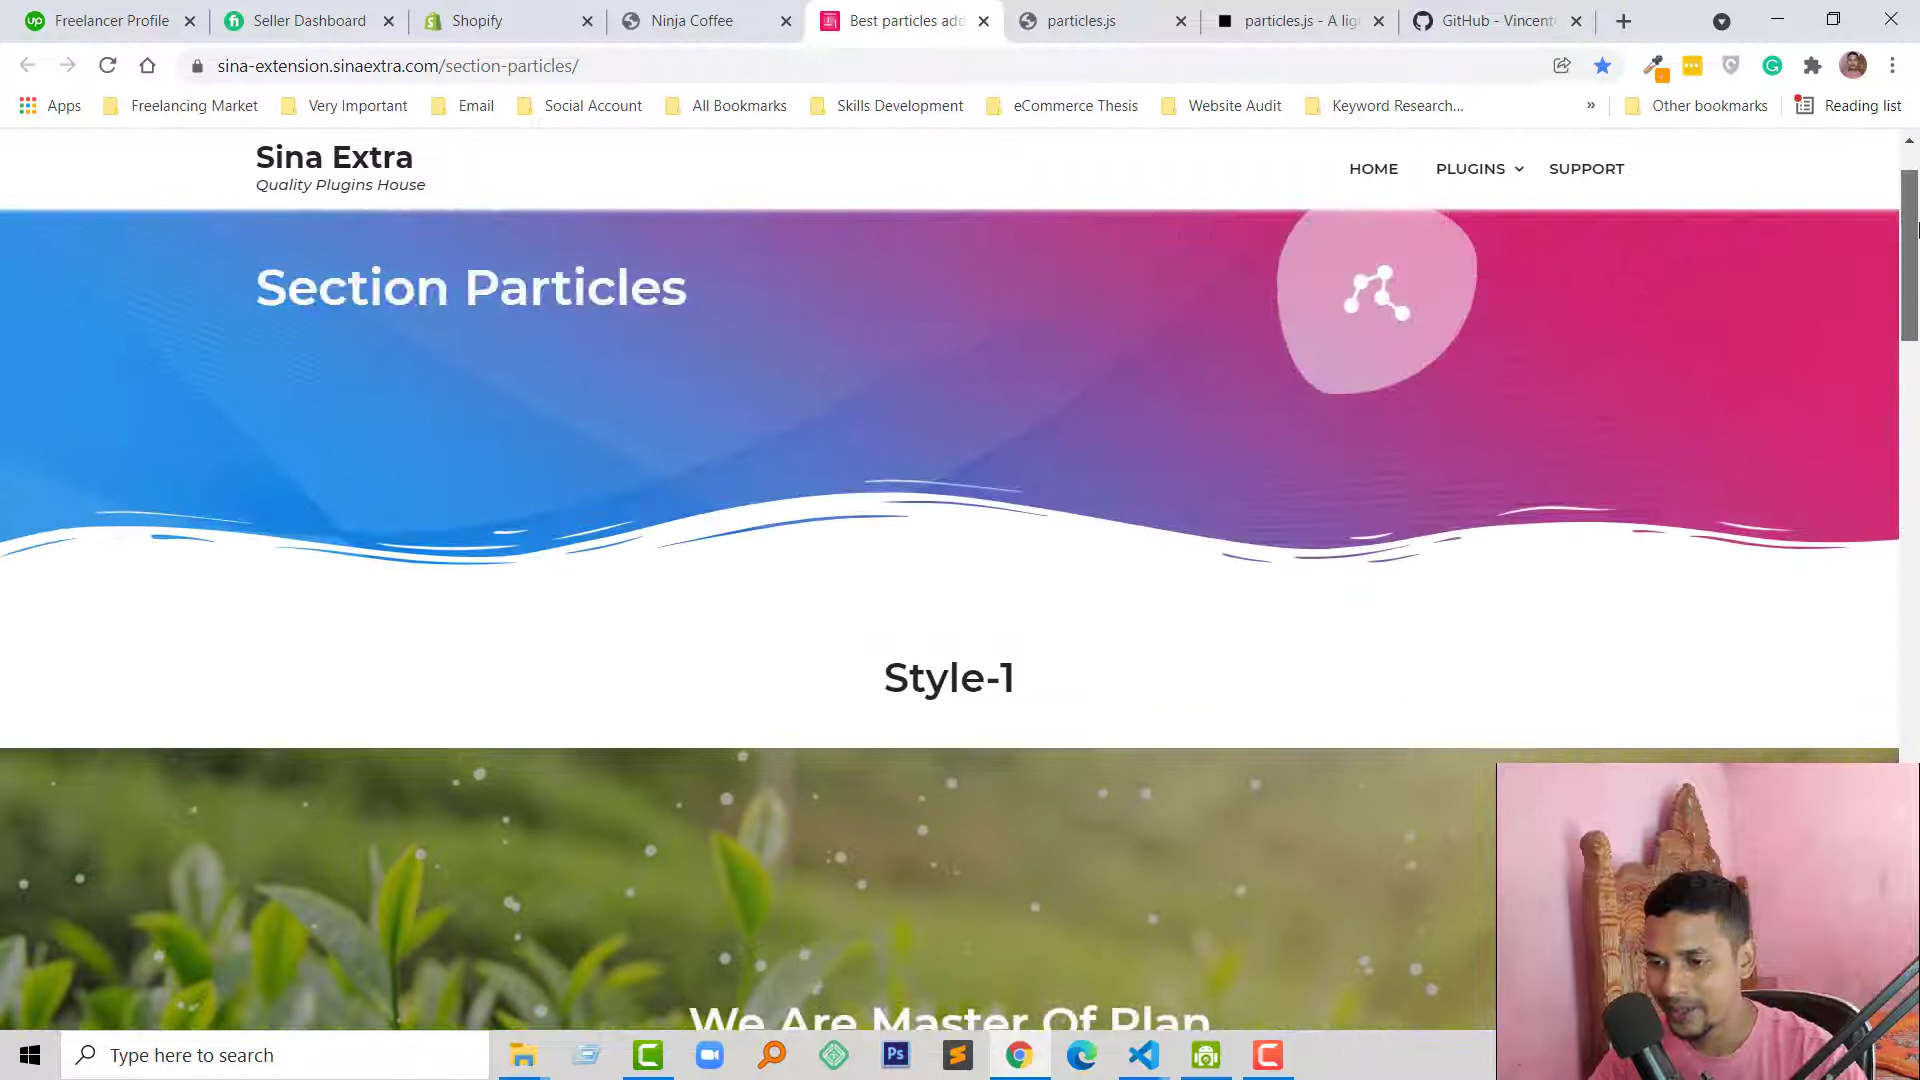 Freelancer Profile
Seller Dashboard
Shopify
Ninja Coffee
Best particles add
particles.js
particles.js - A lig
GitHub - Vincent
sina-extension.sinaextra.com/section-particles/
Apps
Freelancing Market
Very Important
Email
Social Account
All Bookmarks
Skills Development
eCommerce Thesis
Website Audit
Keyword Research...
»
Other bookmarks
Reading list
Sina Extra
Quality Plugins House
HOME
PLUGINS
SUPPORT
Section Particles
Style-1
We Are Master Of Plan
Type here to search